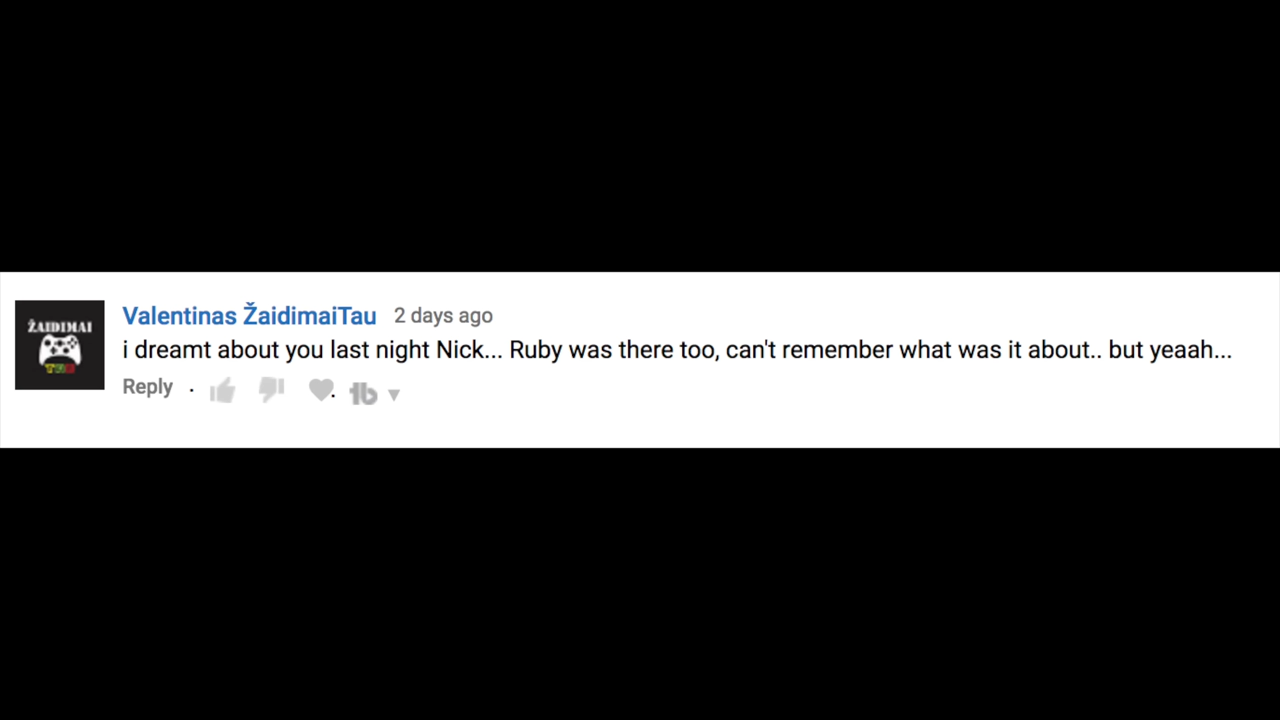 ŽAIDIMAI
TAU
Valentinas ŽaidimaiTau 2 days ago
i dreamt about you last night Nick... Ruby was there too, can't remember what was it about.. but yeaah...
Reply